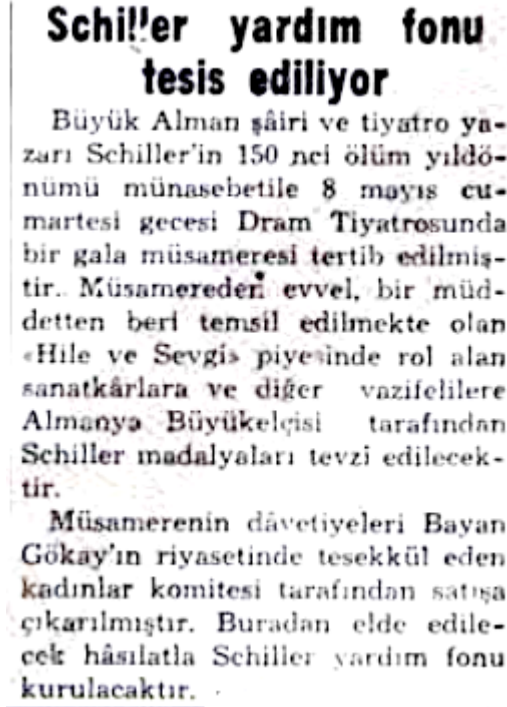 Schiller yardım fonu
tesis ediliyor
Büyük Alman şâiri ve tiyatro ya-
zarı Schiller'in 150 nci ölüm yıldö-
nümü münasebetile 8 mayıs cu-
martesi gecesi Dram Tiyatrosunda
bir gala müsameresi tertib edilmiş-
tir. Müsamereden evvel, bir müd-
detten beri temsil edilmekte olan
«Hile ve Sevgi» piyesinde rol alan
sanatkârlara ve diğer vazifelilere
Almanya Büyükelçisi tarafından
Schiller madalyaları tevzi edilecek-
tir.
Müsamerenin dâvetiyeleri Bayan
Gökay'ın riyasetinde tesekkül eden
kadınlar komitesi tarafından satışa
çıkarılmıştır. Buradan elde edile-
cek hâsılatla Schiller yardım fonu
kurulacaktır.